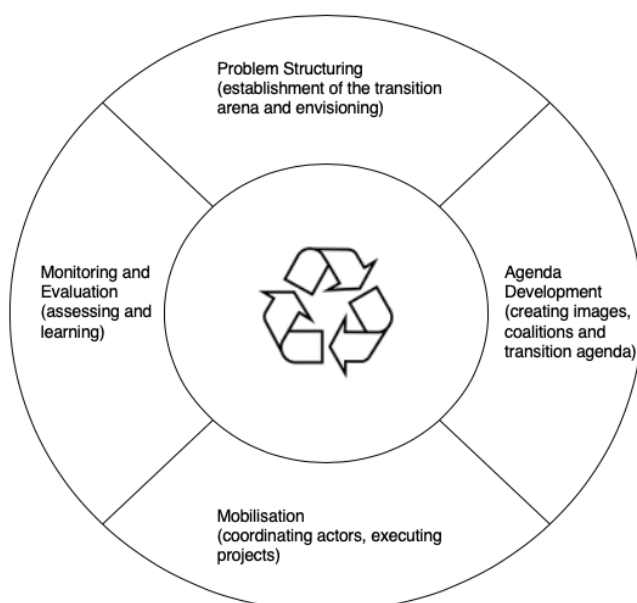 Problem Structuring
(establishment of the transition
arena and envisioning)
Monitoring and
Evaluation
(assessing and
learning)
Agenda
Development
(creating images,
coalitions and
transition agenda)
Mobilisation
(coordinating actors, executing
projects)